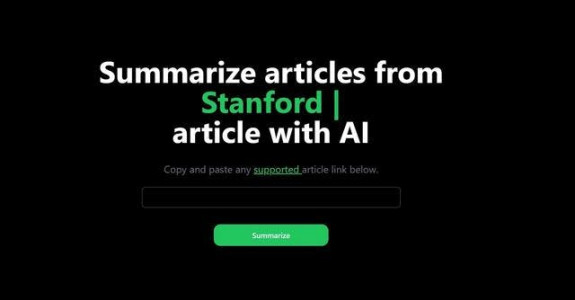 Summarize articles from
Stanford |
article with AI
Copy and paste any supported article link below.
Summarize